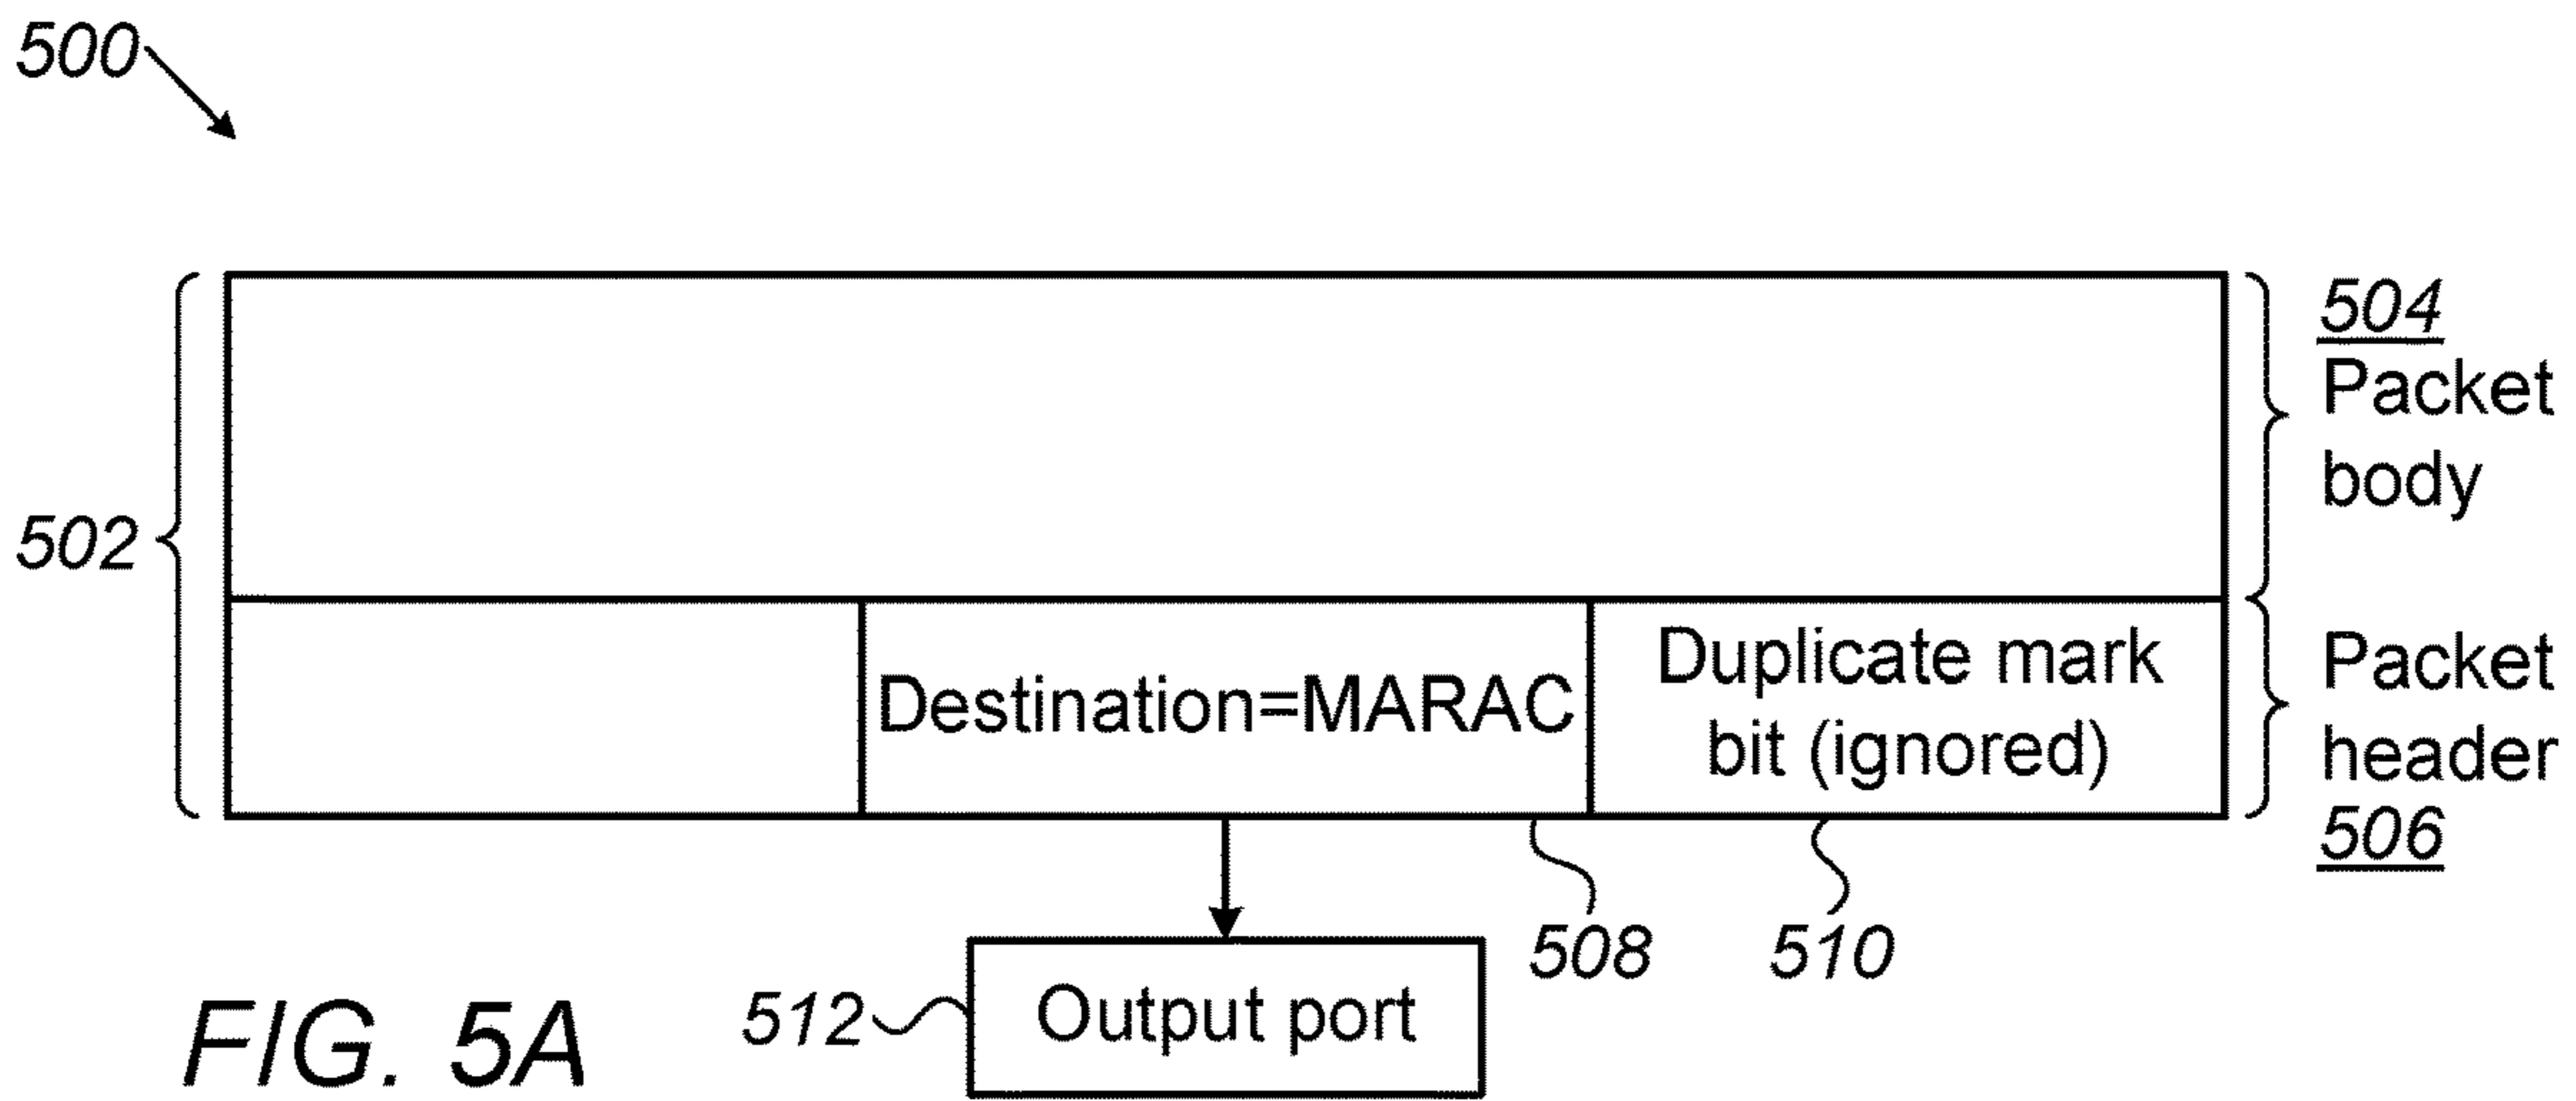 500
504
Packet
body
502
Destination=MARAC
Duplicate mark
bit (ignored)
Packet
header
506
508
510
512
Output port
FIG. 5A